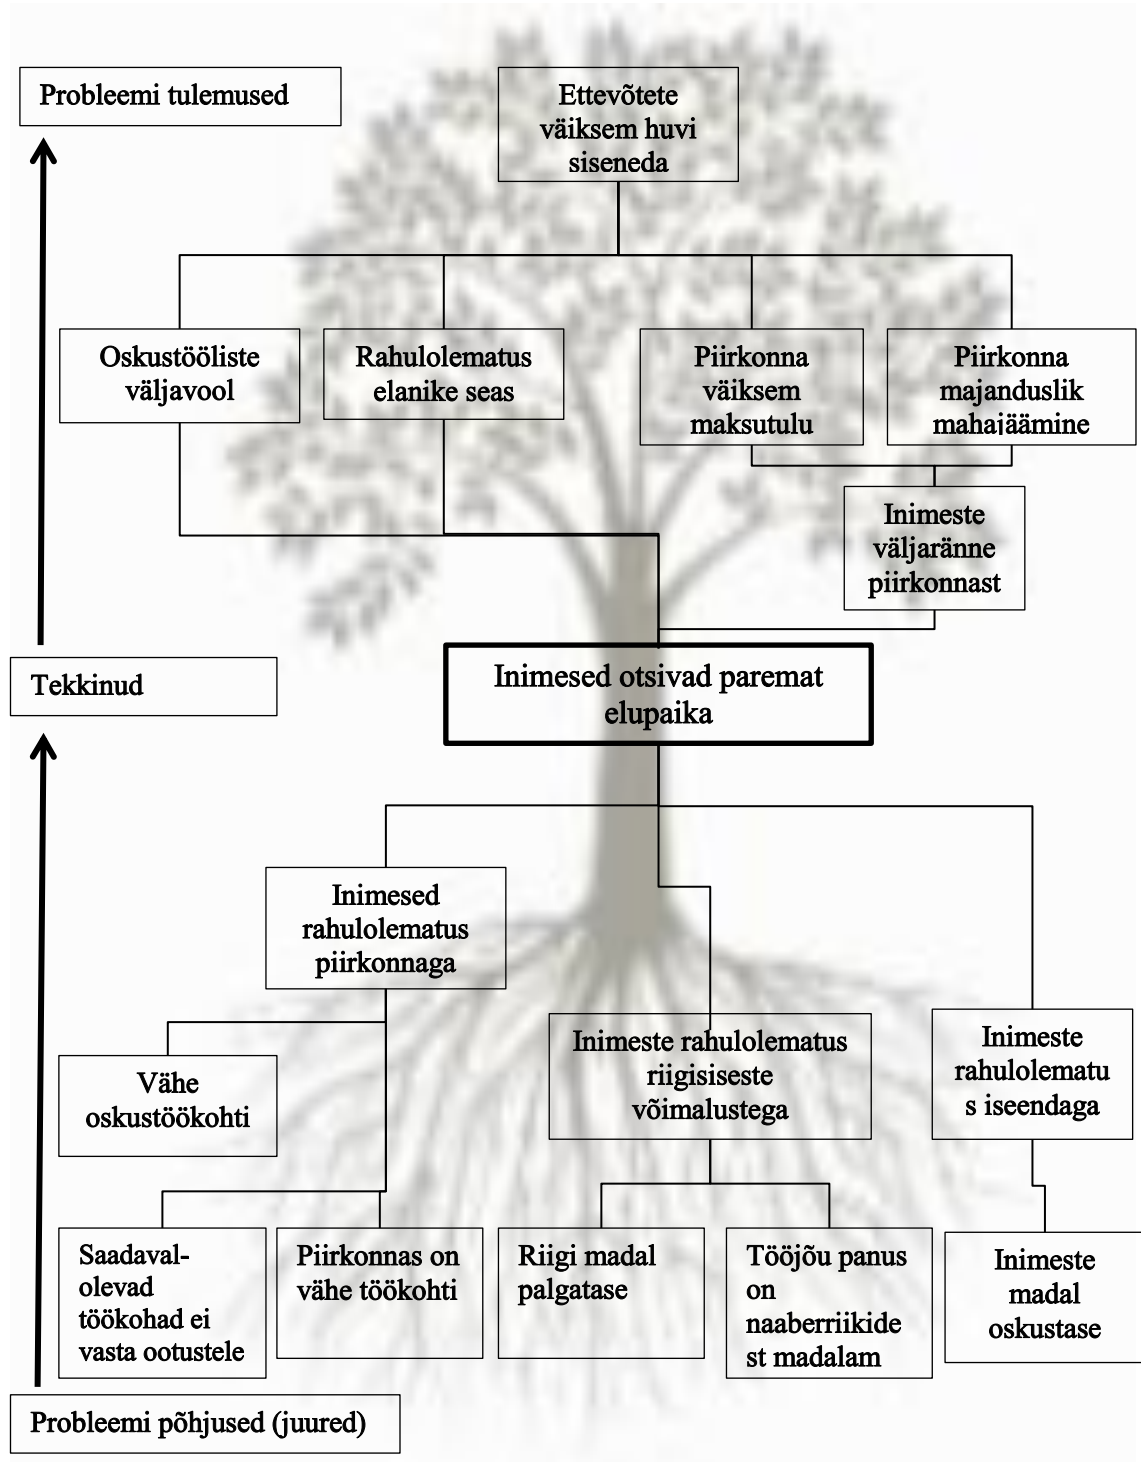 Probleemi tulemused
Ettevõtete
väiksem huvi
siseneda
Oskustööliste
väljavool
Rahulolematus
elanike seas
Piirkonna
väiksem
maksutulu
Piirkonna
majanduslik
mahajäämine
Inimeste
väljaränne
piirkonnast
Tekkinud
Inimesed otsivad paremat
elupaika
Inimesed
rahulolematus
piirkonnaga
Vähe
oskustöökohti
Inimeste rahulolematus
riigisiseste
võimalustega
Inimeste
rahulolematu
s iseendaga
Saadaval-
olevad
töökohad ei
vasta ootustele
Piirkonnas on
vähe töökohti
Riigi madal
palgatase
Tööjõu panus
on
naaberriikide
st madalam
Inimeste
madal
oskustase
Probleemi põhjused (juured)